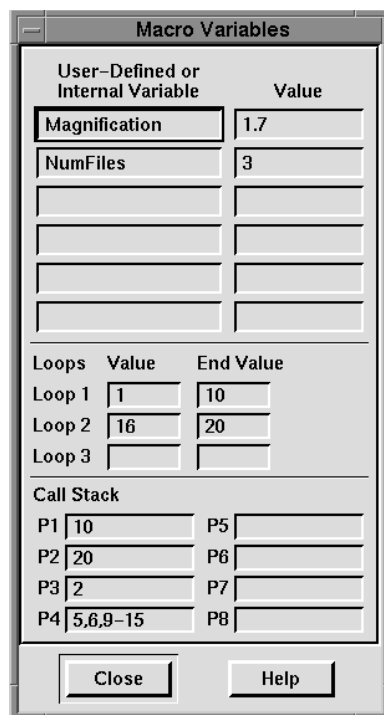 Macro Variables
User-Defined or
Internal Variable Value
Magnification 1.7
NumFiles 3
Loops Value End Value
Loop 1 1 10
Loop 2 16 20
Loop 3
Call Stack
P1 10 P5
P2 20 P6
P3 2 P7
P4 5,6,9-15 P8
Close Help